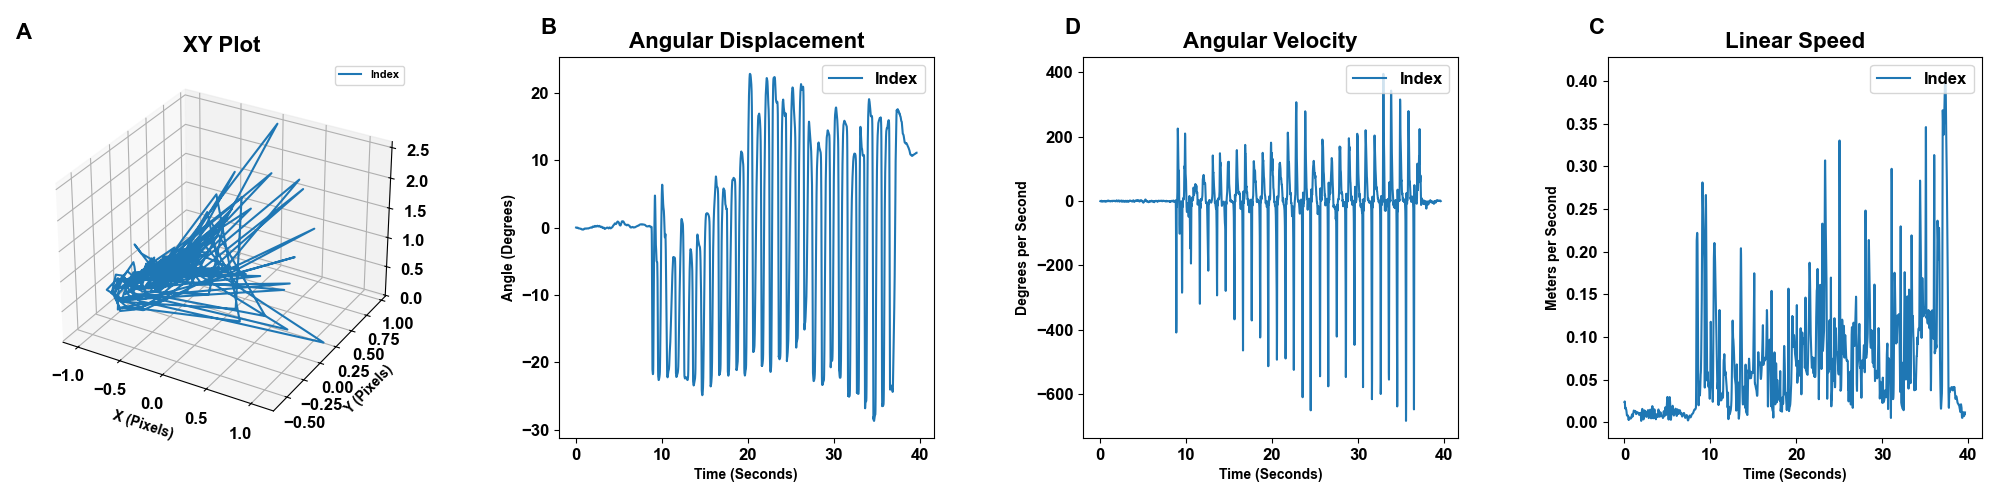 A
XY Plot
Index
2.5
2.0
1.5
1.0
0.5
0.0
1.00
0.75
0.50
0.25
0.00
−0.25
−0.50
Y (Pixels)
−1.0
−0.5
0.0
0.5
1.0
X (Pixels)
B
Angular Displacement
Index
20
10
0
−10
−20
−30
Angle (Degrees)
0
10
20
30
40
Time (Seconds)
D
Angular Velocity
Index
400
200
0
−200
−400
−600
Degrees per Second
0
10
20
30
40
Time (Seconds)
C
Linear Speed
Index
0.40
0.35
0.30
0.25
0.20
0.15
0.10
0.05
0.00
Meters per Second
0
10
20
30
40
Time (Seconds)